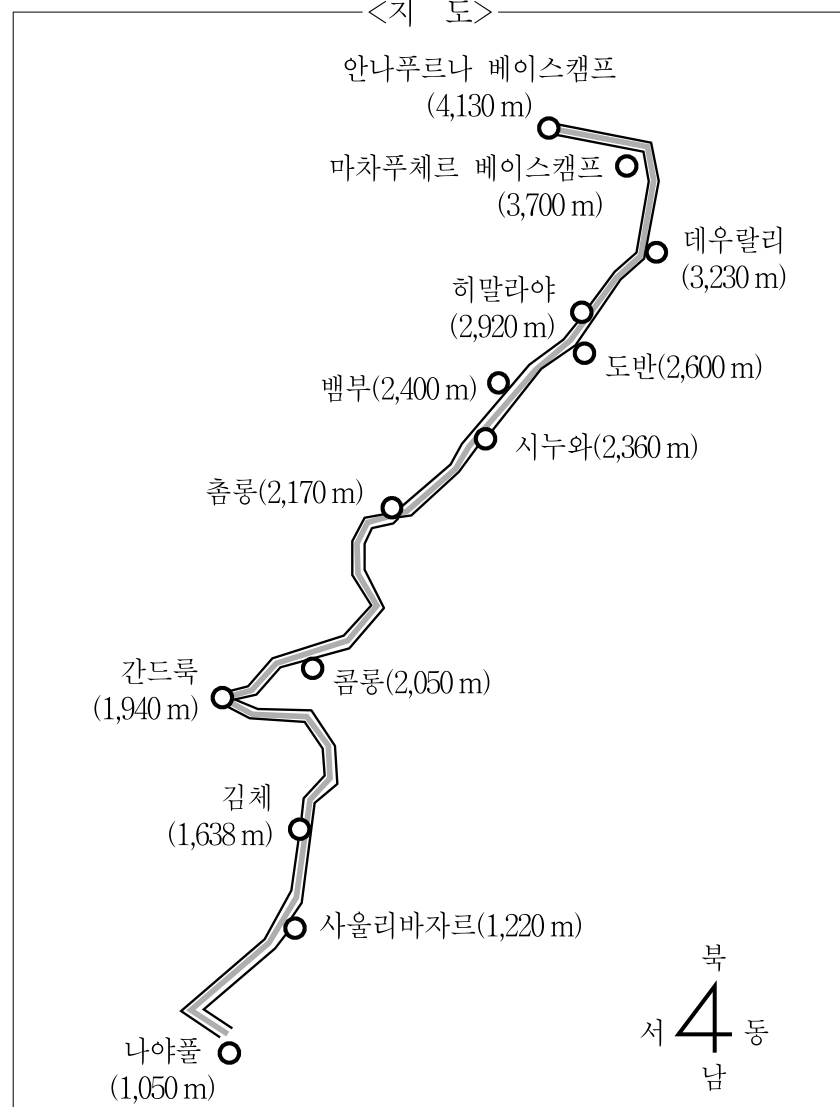 <지 도>
안나푸르나 베이스캠프
(4,130 m)
마차푸체르 베이스캠프
(3,700 m)
데우랄리
(3,230 m)
히말라야
(2,920 m)
도반(2,600 m)
뱀부(2,400 m)
시누와(2,360 m)
촘롱(2,170 m)
간드룩
(1,940 m)
콤롱(2,050 m)
김체
(1,638 m)
사울리바자르(1,220 m)
북
서
동
남
나야풀
(1,050 m)